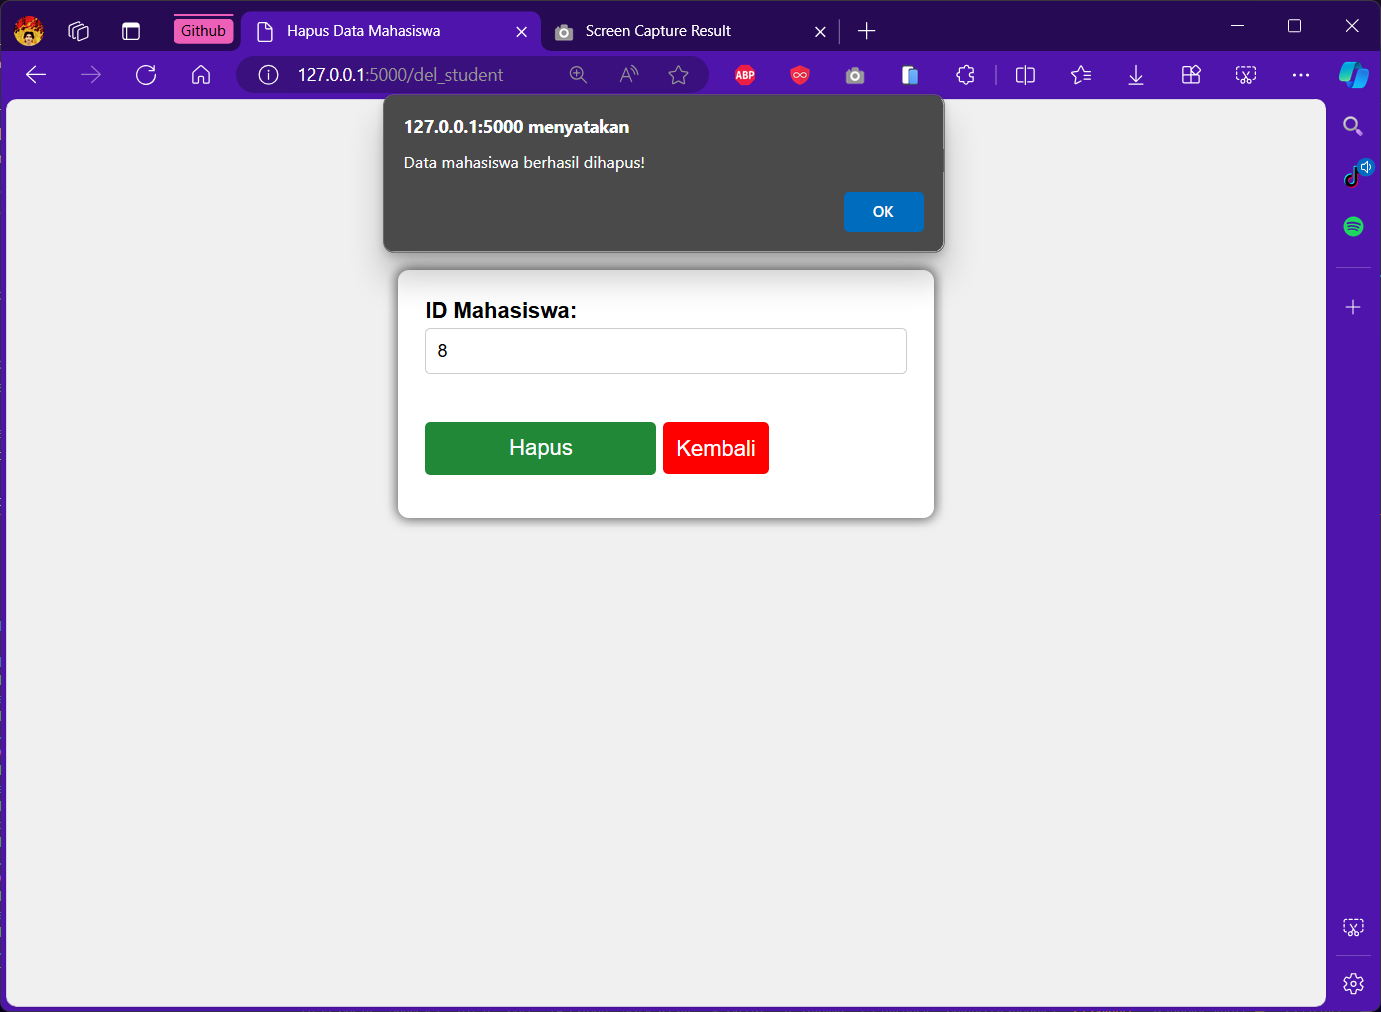 Github
Hapus Data Mahasiswa
Screen Capture Result
127.0.0.1:5000/del_student
ABP
127.0.0.1:5000 menyatakan
Data mahasiswa berhasil dihapus!
OK
ID Mahasiswa:
8
Hapus
Kembali